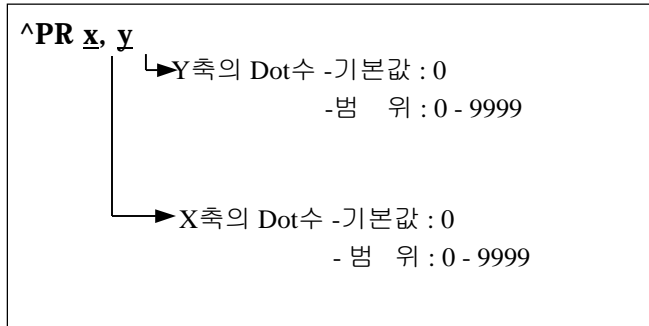 ^PR x, y
Y축의 Dot수 -기본값 : 0
-범 위 : 0 - 9999
X축의 Dot수 -기본값 : 0
- 범 위 : 0 - 9999